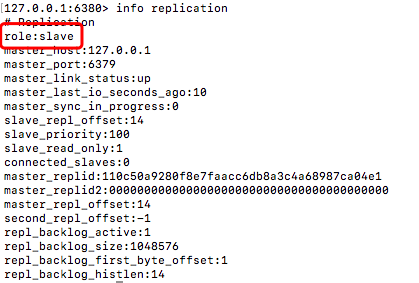 [127.0.0.1:6380> info replication
# Replication
role:slave
master_host:127.0.0.1
master_port:6379
master_link_status:up
master_last_io_seconds_ago:10
master_sync_in_progress:0
slave_repl_offset:14
slave_priority:100
slave_read_only:1
connected_slaves:0
master_replid:110c50a9280f8e7faacc6db8a3c4a68987ca04e1
master_replid2:0000000000000000000000000000000000000000
master_repl_offset:14
second_repl_offset:-1
repl_backlog_active:1
repl_backlog_size:1048576
repl_backlog_first_byte_offset:1
repl_backlog_histlen:14